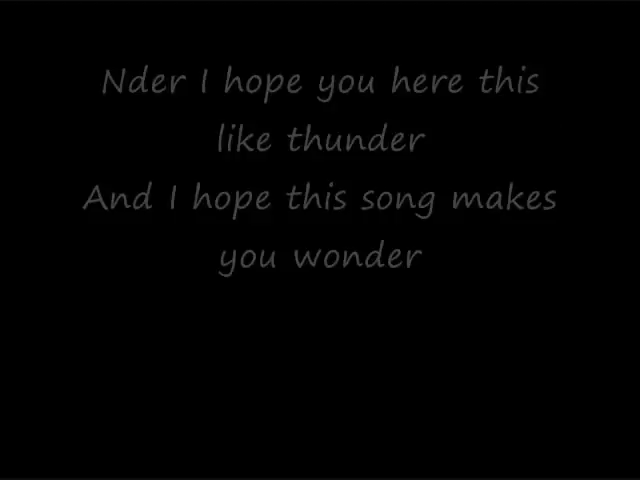 Nder I hope you here this
like thunder
And I hope this song makes
you wonder